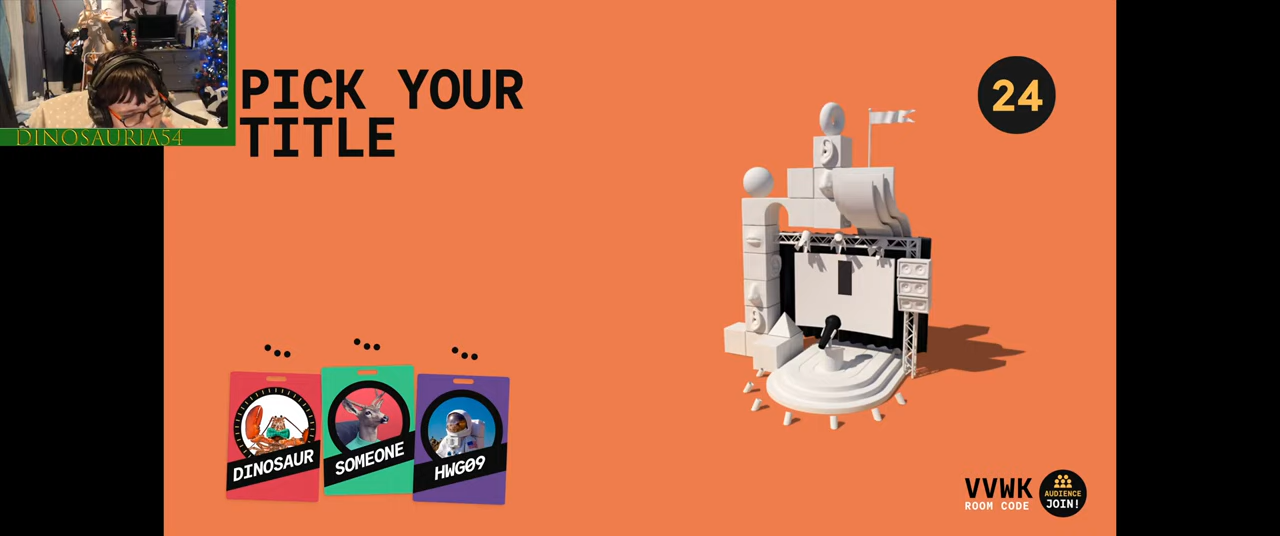 PICK YOUR
TITLE
24
DINOSAURIA54
DINOSAUR
SOMEONE
HWG09
VVWK
ROOM CODE
AUDIENCE
JOIN!